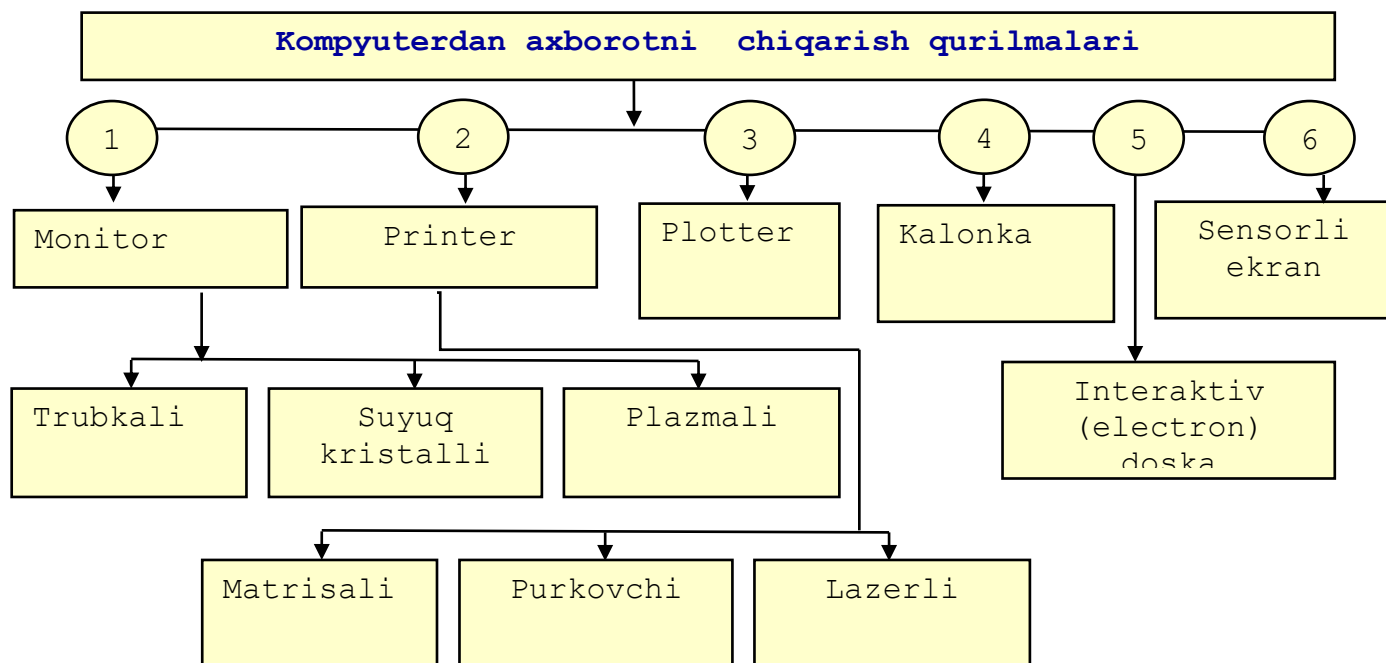 Kompyuterdan axborotni chiqarish qurilmalari
1
2
3
4
5
6
Monitor
Printer
Plotter
Kalonka
Sensorli
ekran
Trubkali
Suyuq
kristalli
Plazmali
Interaktiv
(electron)
doska
Matrisali
Purkovchi
Lazerli